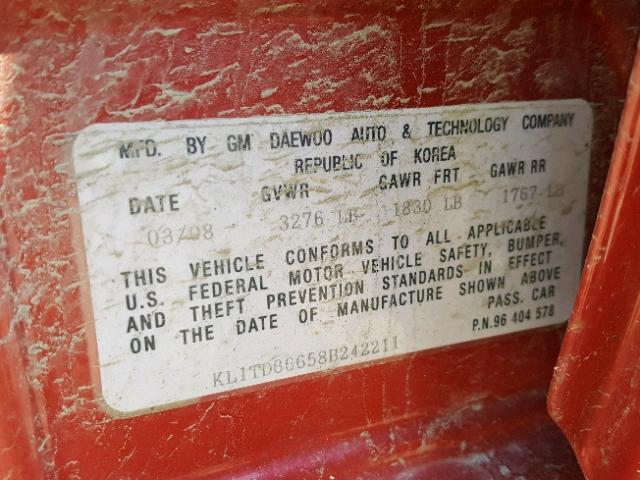 MFD. BY GM DAEWOO AUTO & TECHNOLOGY COMPANY
REPUBLIC OF KOREA
DATE GVWR GAWR FRT GAWR RR
03/08 3276 LB 1830 LB 1767 LB
THIS VEHICLE CONFORMS TO ALL APPLICABLE
U.S. FEDERAL MOTOR VEHICLE SAFETY, BUMPER,
AND THEFT PREVENTION STANDARDS IN EFFECT
ON THE DATE OF MANUFACTURE SHOWN ABOVE
PASS. CAR
P.N.96 404 578
KL1TD86658B242211